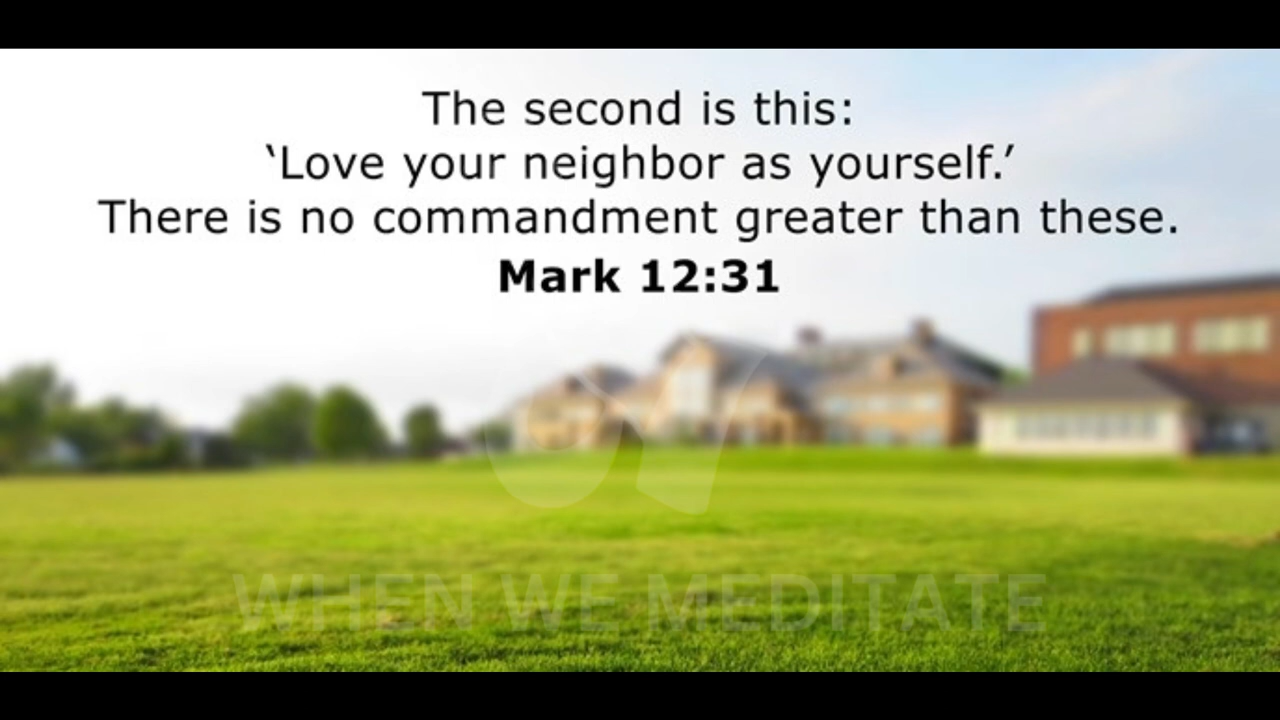 The second is this:
‘Love your neighbor as yourself.’
There is no commandment greater than these.
Mark 12:31
WHEN WE MEDITATE